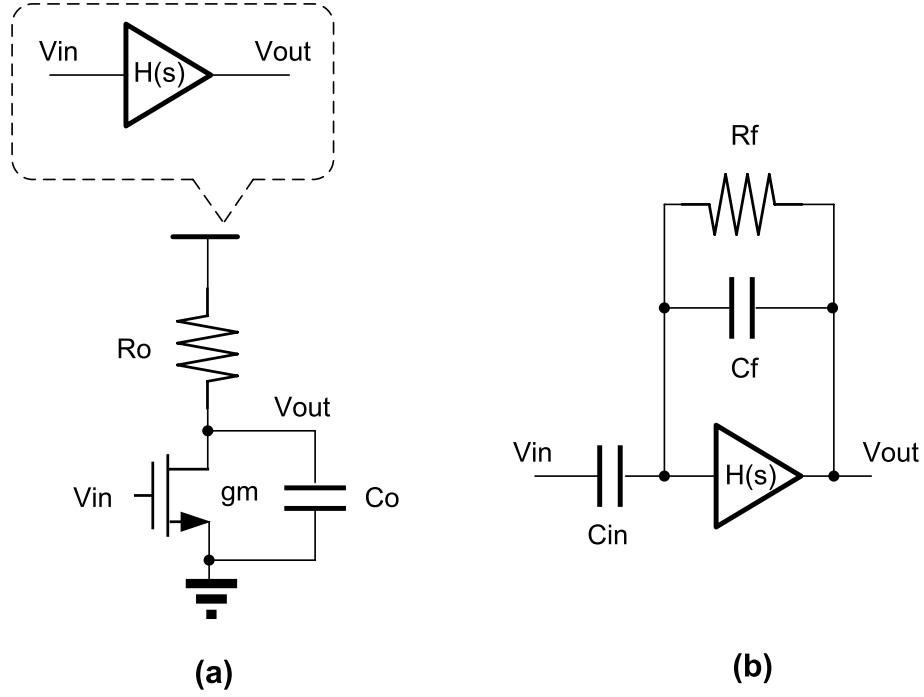 Vin H(s) Vout
Ro
Vout
Vin gm Co
(a)
Rf
Cf
Vin H(s) Vout
Cin
(b)